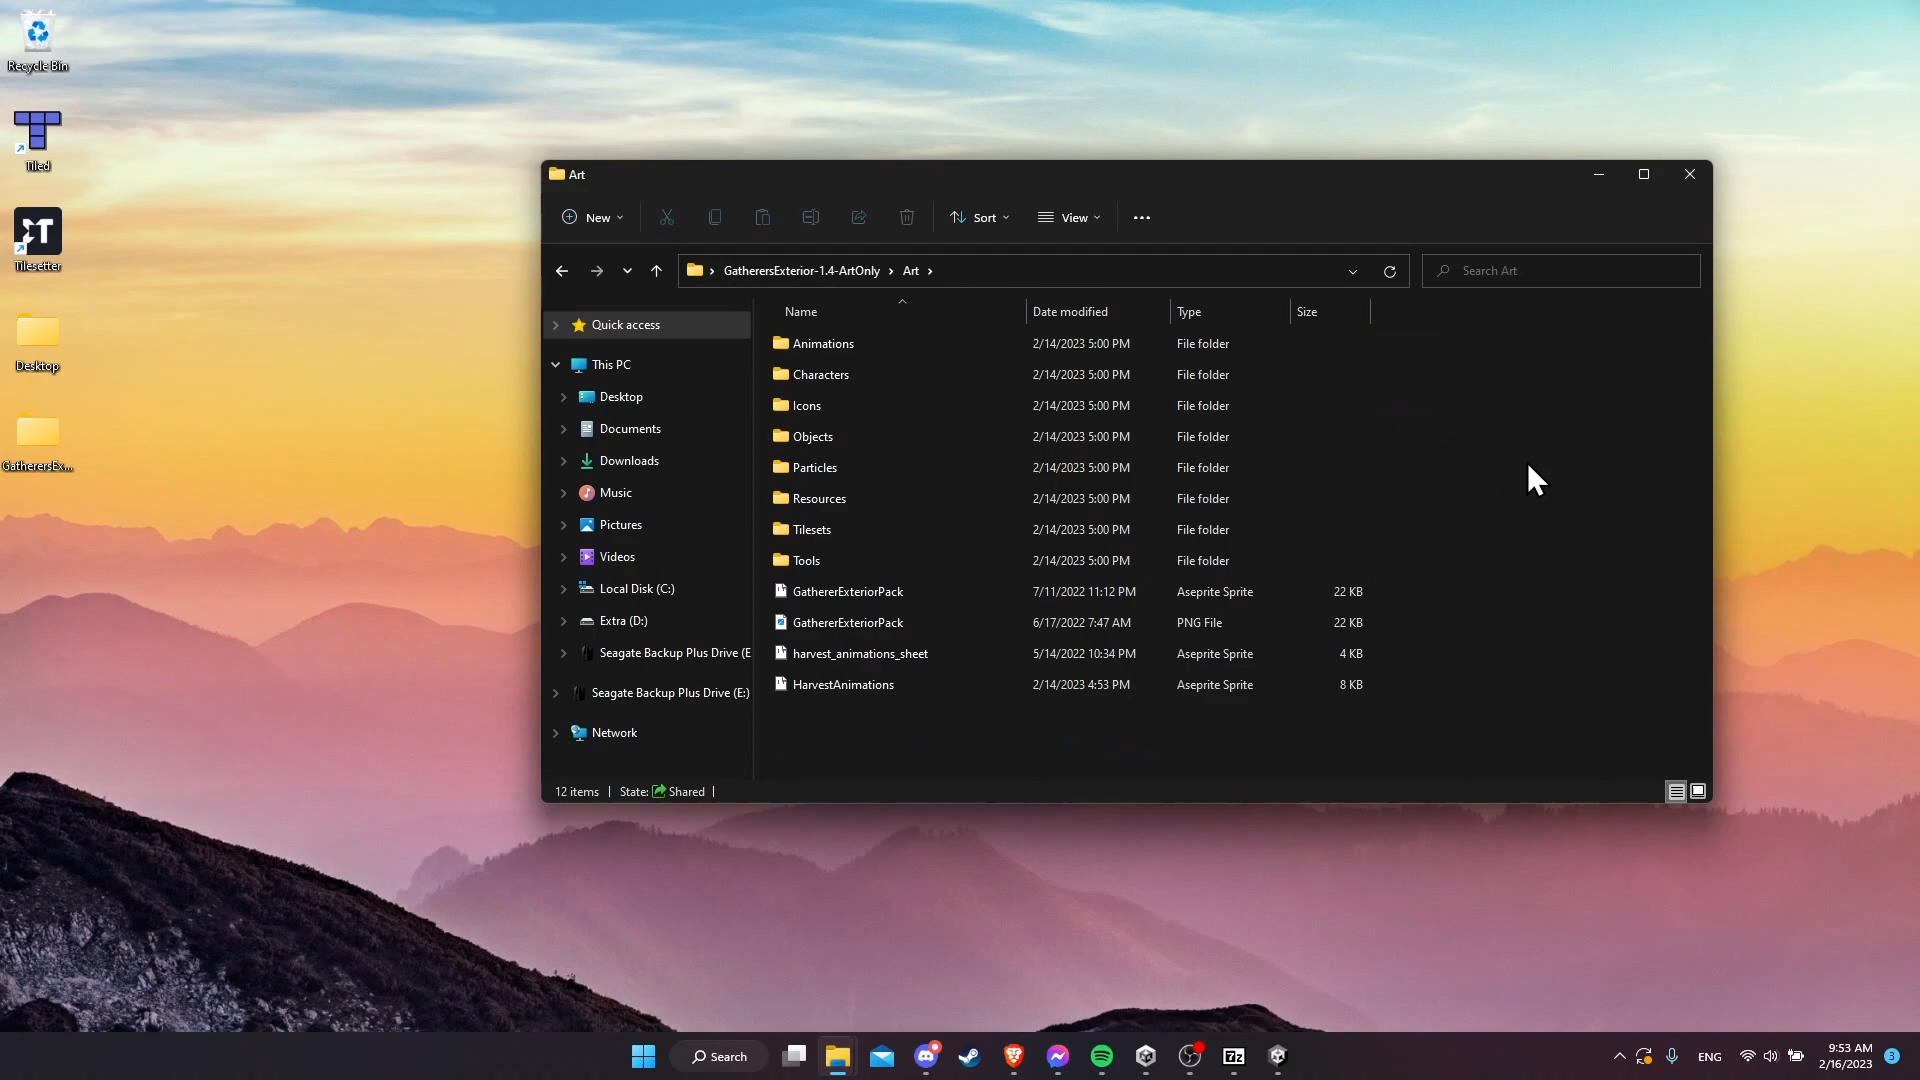 Recycle Bin
Tiled
Tilesetter
Desktop
GatherersEx...
Art
New
Sort
View
GatherersExterior-1.4-ArtOnly
Art
Search Art
Name
Date modified
Type
Size
Quick access
This PC
Desktop
Documents
Downloads
Music
Pictures
Videos
Local Disk (C:)
Extra (D:)
Seagate Backup Plus Drive (E
Seagate Backup Plus Drive (E:)
Network
Animations 2/14/2023 5:00 PM File folder
Characters 2/14/2023 5:00 PM File folder
Icons 2/14/2023 5:00 PM File folder
Objects 2/14/2023 5:00 PM File folder
Particles 2/14/2023 5:00 PM File folder
Resources 2/14/2023 5:00 PM File folder
Tilesets 2/14/2023 5:00 PM File folder
Tools 2/14/2023 5:00 PM File folder
GathererExteriorPack 7/11/2022 11:12 PM Aseprite Sprite 22 KB
GathererExteriorPack 6/17/2022 7:47 AM PNG File 22 KB
harvest_animations_sheet 5/14/2022 10:34 PM Aseprite Sprite 4 KB
HarvestAnimations 2/14/2023 4:53 PM Aseprite Sprite 8 KB
12 items
State: Shared
Search
7z
ENG
9:53 AM
2/16/2023
3